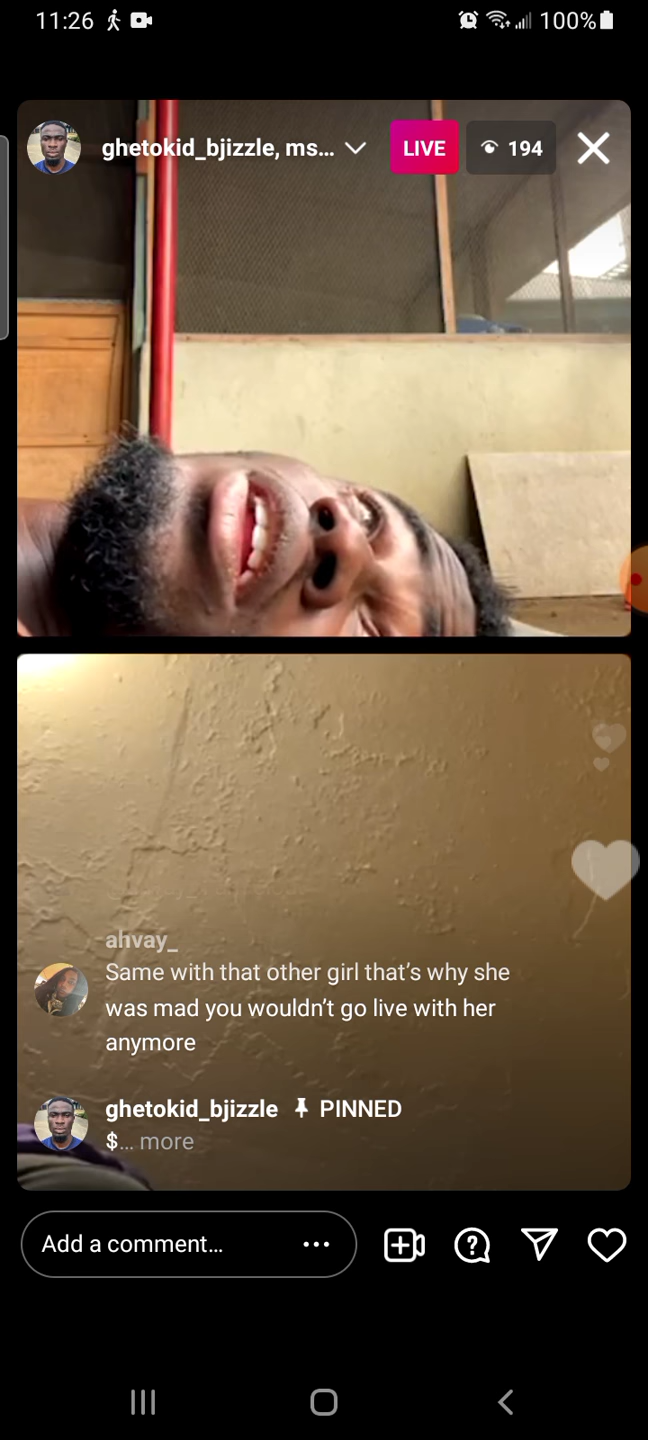 11:26 100%
ghetokid_bjizzle, ms... LIVE 194
ahvay_
Same with that other girl that’s why she
was mad you wouldn’t go live with her
anymore
ghetokid_bjizzle PINNED
$... more
Add a comment...